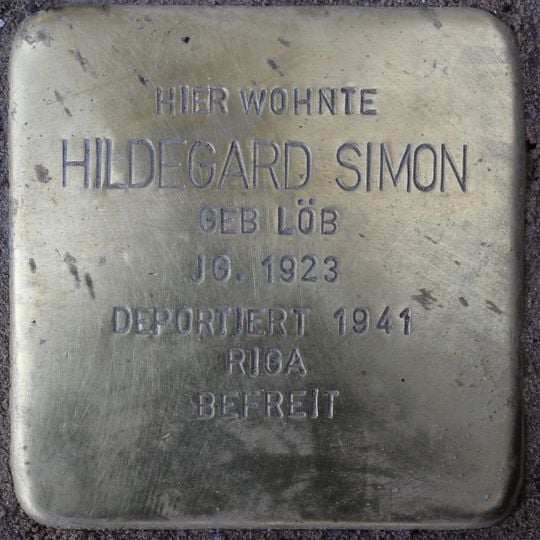 HIER WOHNTE
HILDEGARD SIMON
GEB LÖB
JG. 1923
DEPORTIERT 1941
RIGA
BEFREIT